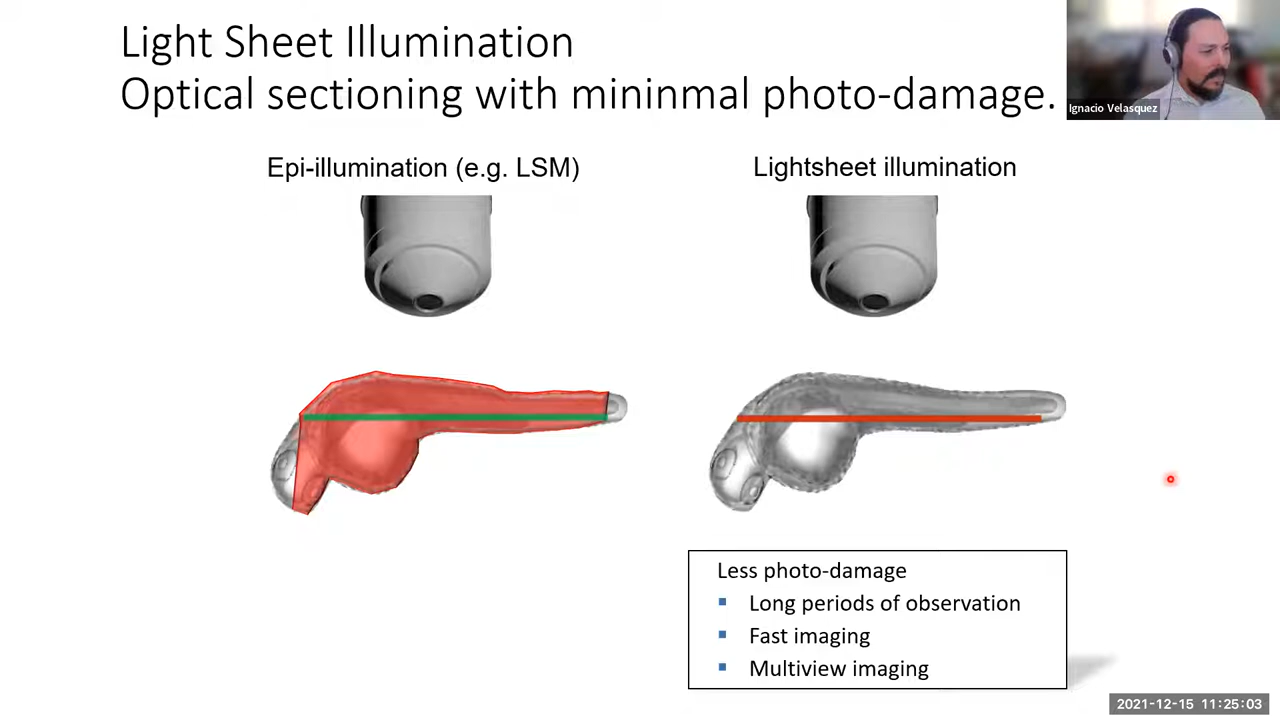 Light Sheet Illumination
Optical sectioning with mininmal photo-damage.
Ignacio Velasquez
Epi-illumination (e.g. LSM)
Lightsheet illumination
Less photo-damage
▪ Long periods of observation
▪ Fast imaging
▪ Multiview imaging
2021-12-15 11:25:03